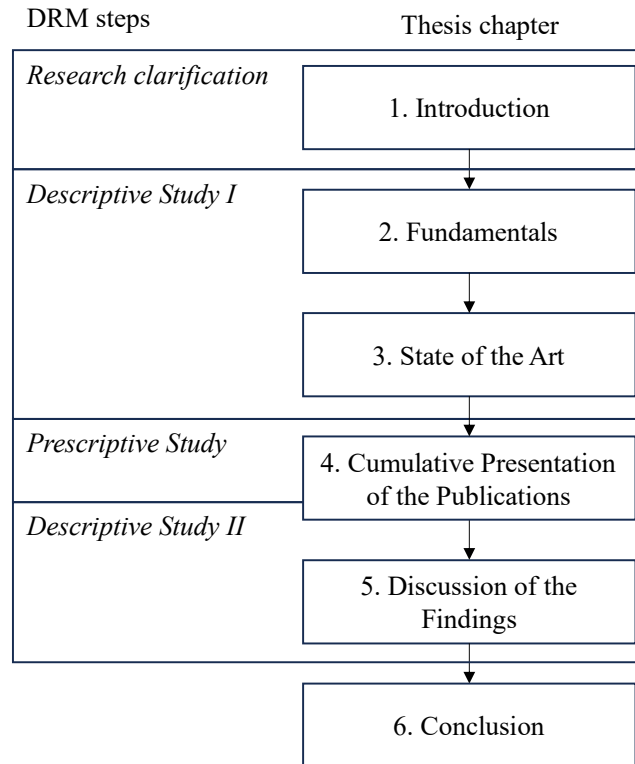 DRM steps
Thesis chapter
Research clarification
1. Introduction
Descriptive Study I
2. Fundamentals
3. State of the Art
Prescriptive Study
4. Cumulative Presentation
of the Publications
Descriptive Study II
5. Discussion of the
Findings
6. Conclusion